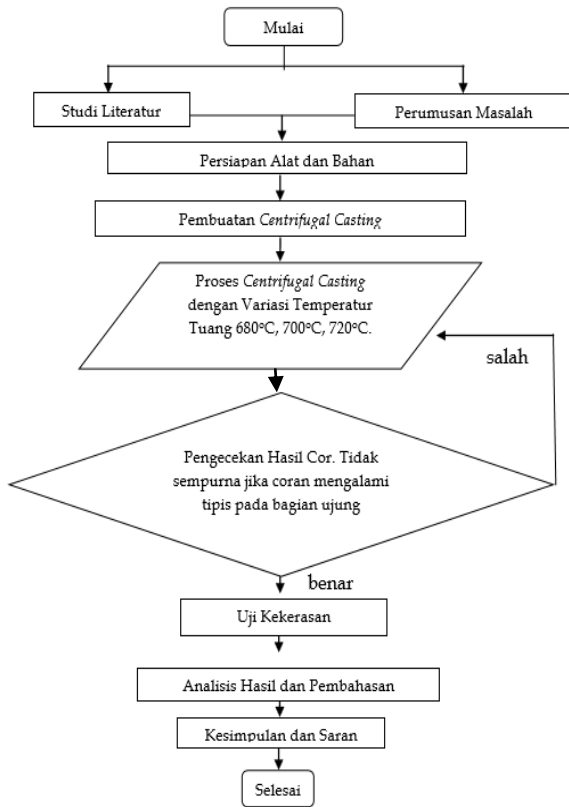 Mulai
Studi Literatur
Perumusan Masalah
Persiapan Alat dan Bahan
Pembuatan Centrifugal Casting
Proses Centrifugal Casting
dengan Variasi Temperatur
Tuang 680°C, 700°C, 720°C.
salah
Pengecekan Hasil Cor. Tidak
sempurna jika coran mengalami
tipis pada bagian ujung
benar
Uji Kekerasan
Analisis Hasil dan Pembahasan
Kesimpulan dan Saran
Selesai